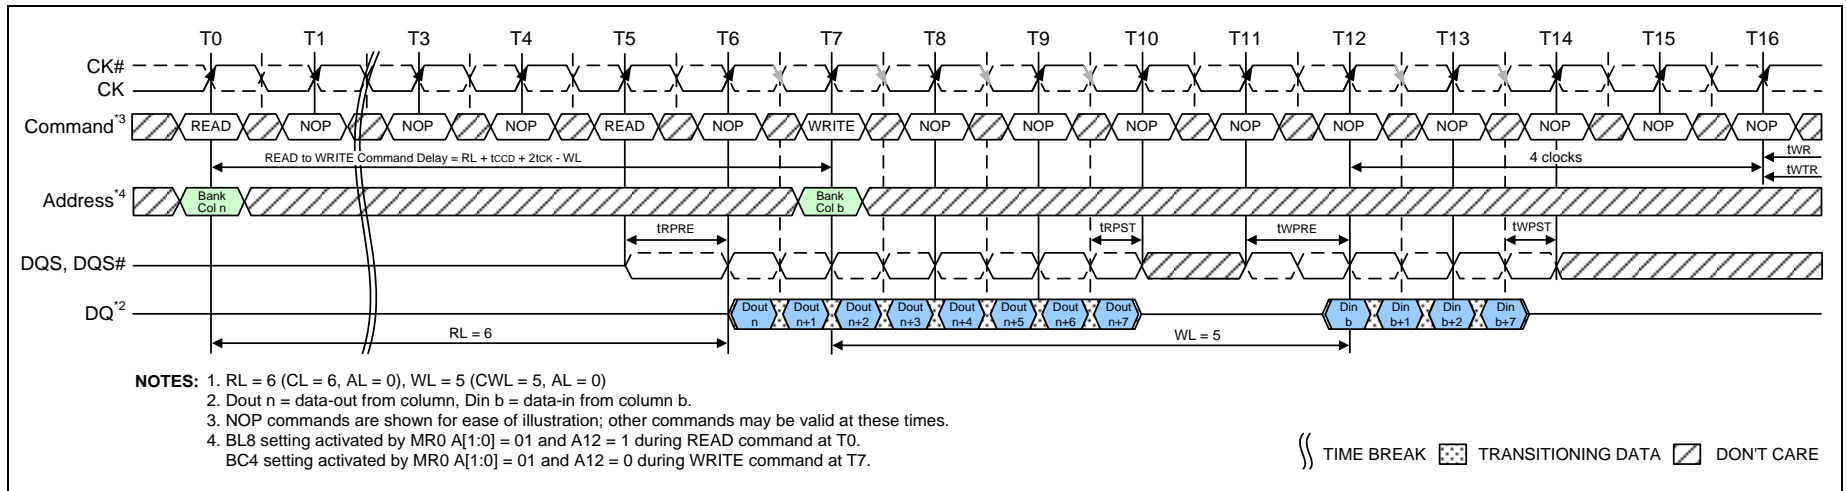 T0 T1 T3 T4 T5 T6 T7 T8 T9 T10 T11 T12 T13 T14 T15 T16
CK#
CK
Command*3 READ NOP NOP NOP READ NOP WRITE NOP NOP NOP NOP NOP NOP NOP NOP NOP
READ to WRITE Command Delay = RL + tCCD + 2tCK - WL
4 clocks
tWR
tWTR
Address*4
Bank
Col n
Bank
Col b
tRPRE tRPST tWPRE tWPST
DQS, DQS#
DQ*2
Dout
n
Dout
n+1
Dout
n+2
Dout
n+3
Dout
n+4
Dout
n+5
Dout
n+6
Dout
n+7
Din
b
Din
b+1
Din
b+2
Din
b+7
RL = 6
WL = 5
NOTES: 1. RL = 6 (CL = 6, AL = 0), WL = 5 (CWL = 5, AL = 0)
2. Dout n = data-out from column, Din b = data-in from column b.
3. NOP commands are shown for ease of illustration; other commands may be valid at these times.
4. BL8 setting activated by MR0 A[1:0] = 01 and A12 = 1 during READ command at T0.
BC4 setting activated by MR0 A[1:0] = 01 and A12 = 0 during WRITE command at T7.
TIME BREAK TRANSITIONING DATA DON'T CARE